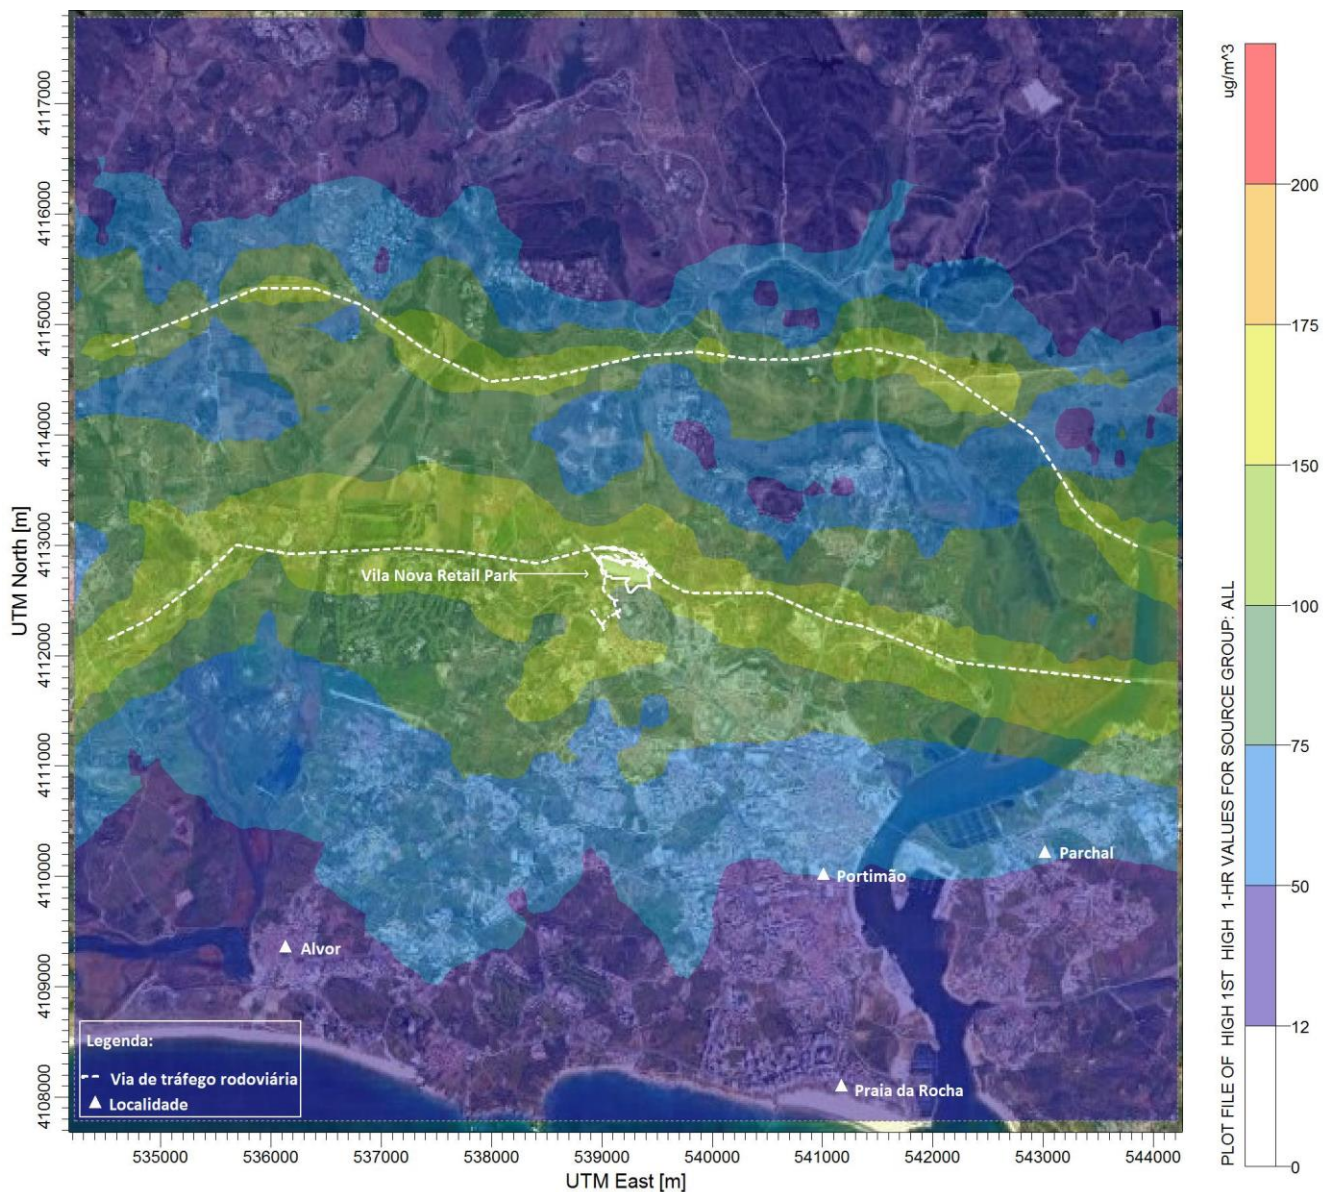 4117000
4116000
4115000
4114000
4113000
4112000
4111000
4110000
4109000
4108000
UTM North [m]
535000
536000
537000
538000
539000
540000
541000
542000
543000
544000
UTM East [m]
Vila Nova Retail Park
Parchal
Portimão
Alvor
Praia da Rocha
Legenda:
Via de tráfego rodoviária
Localidade
ug/m^3
PLOT FILE OF HIGH 1ST HIGH 1-HR VALUES FOR SOURCE GROUP: ALL
200
175
150
100
75
50
12
0